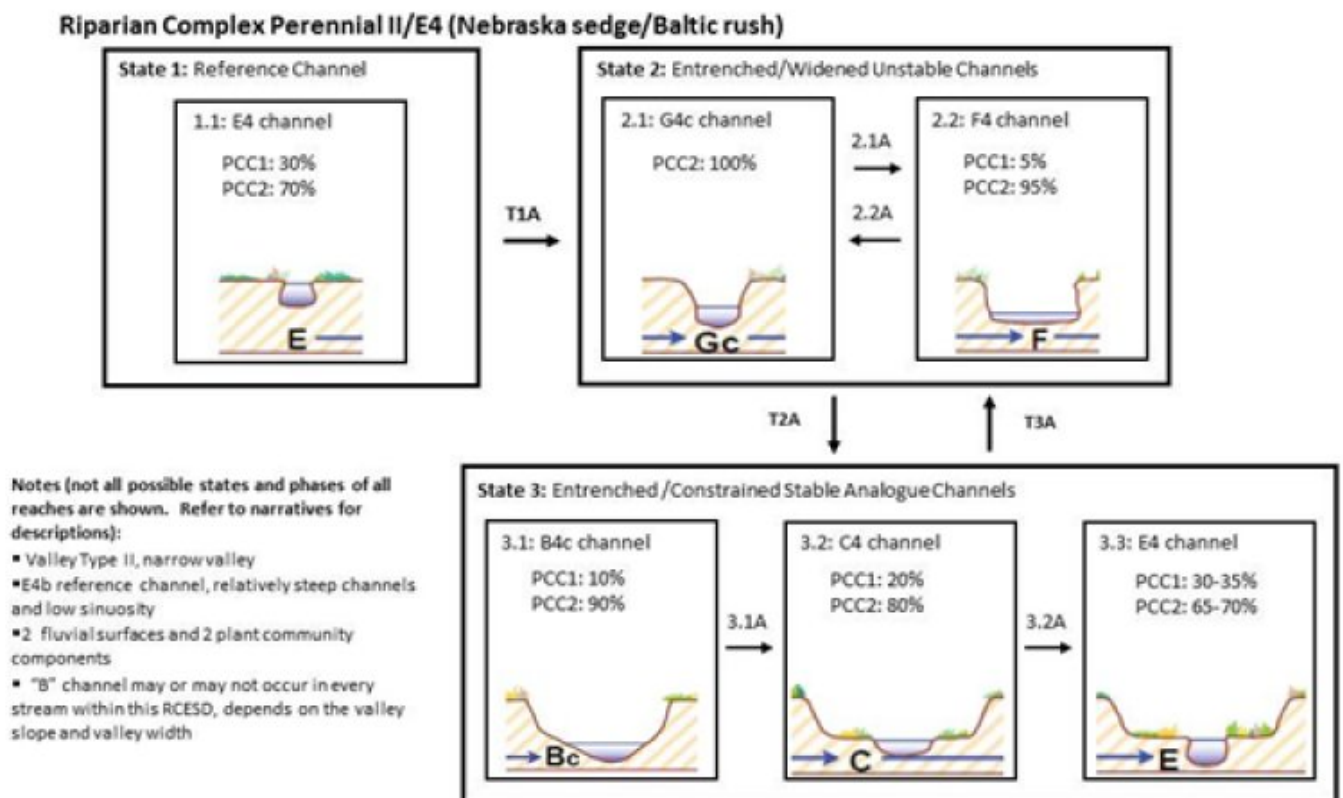 Riparian Complex Perennial II/E4 (Nebraska sedge/Baltic rush)
State 1: Reference Channel
1.1: E4 channel
PCC1: 30%
PCC2: 70%
E
T1A
State 2: Entrenched/Widened Unstable Channels
2.1: G4c channel
PCC2: 100%
Gc
2.1A
2.2A
2.2: F4 channel
PCC1: 5%
PCC2: 95%
F
T2A
T3A
Notes (not all possible states and phases of all
reaches are shown. Refer to narratives for
descriptions):
▪ Valley Type II, narrow valley
▪E4b reference channel, relatively steep channels
and low sinuosity
▪2 fluvial surfaces and 2 plant community
components
▪ "B" channel may or may not occur in every
stream within this RCESD, depends on the valley
slope and valley width
State 3: Entrenched /Constrained Stable Analogue Channels
3.1: B4c channel
PCC1: 10%
PCC2: 90%
Bc
3.1A
3.2: C4 channel
PCC1: 20%
PCC2: 80%
C
3.2A
3.3: E4 channel
PCC1: 30-35%
PCC2: 65-70%
E